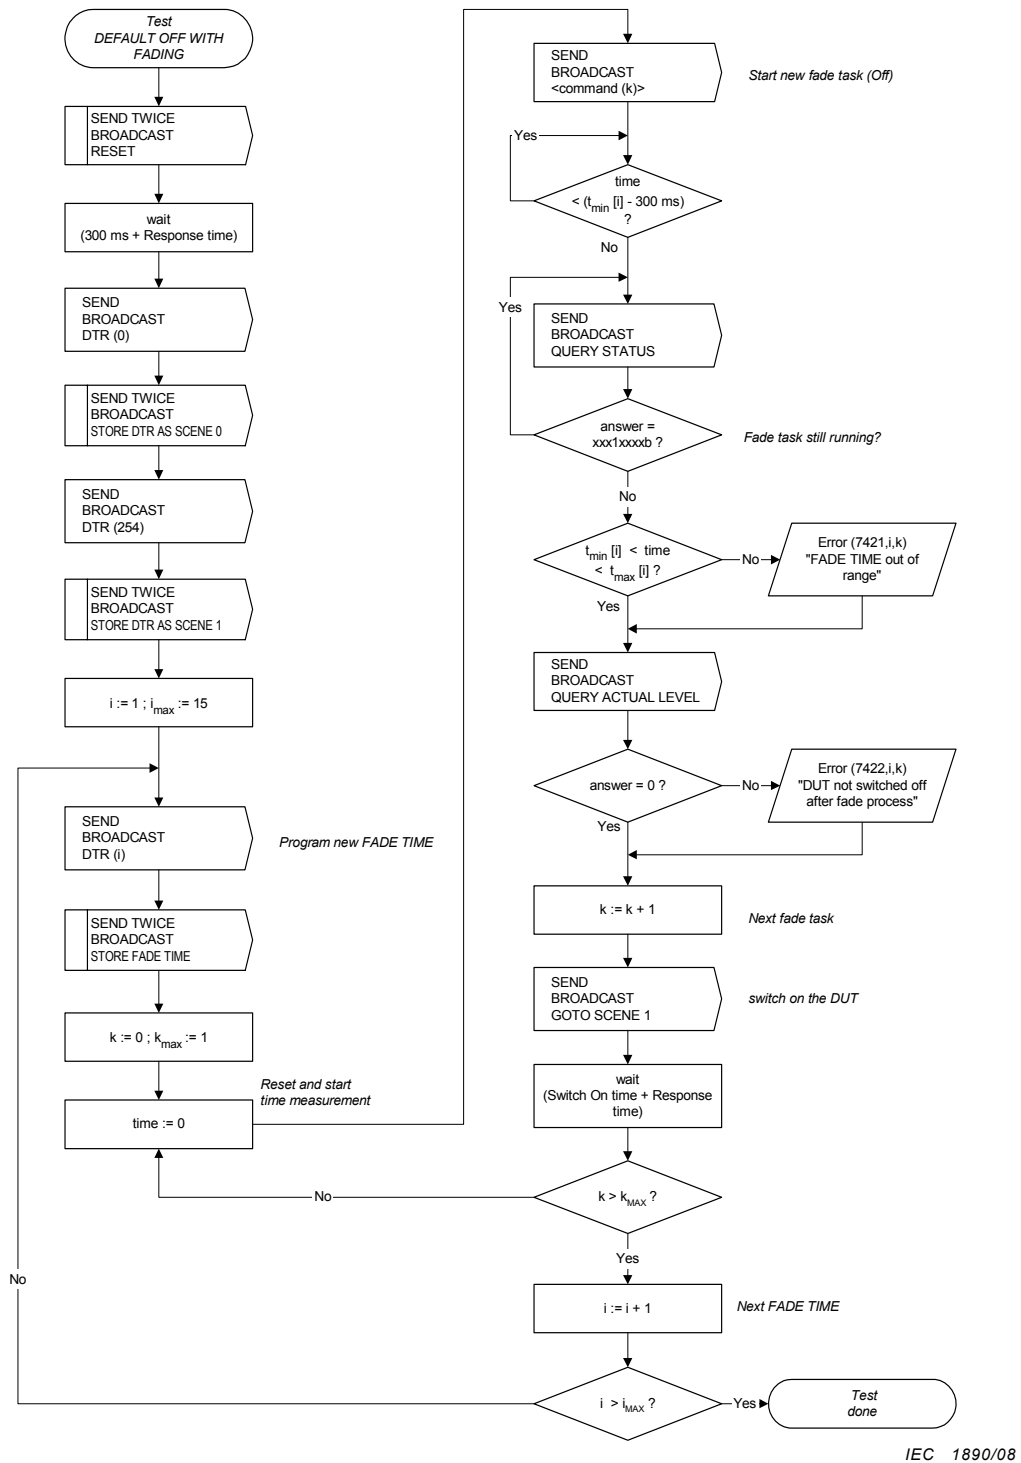 Test
DEFAULT OFF WITH
FADING
SEND TWICE
BROADCAST
RESET
wait
(300 ms + Response time)
SEND
BROADCAST
DTR (0)
SEND TWICE
BROADCAST
STORE DTR AS SCENE 0
SEND
BROADCAST
DTR (254)
SEND TWICE
BROADCAST
STORE DTR AS SCENE 1
i := 1 ; imax := 15
SEND
BROADCAST
DTR (i)
Program new FADE TIME
SEND TWICE
BROADCAST
STORE FADE TIME
k := 0 ; kmax := 1
Reset and start
time measurement
time := 0
SEND
BROADCAST
<command (k)>
Start new fade task (Off)
Yes
time
< (tmin [i] - 300 ms)
?
No
Yes
SEND
BROADCAST
QUERY STATUS
answer =
xxx1xxxxb ?
Fade task still running?
No
tmin [i] < time
< tmax [i] ?
No
Error (7421,i,k)
"FADE TIME out of
range"
Yes
SEND
BROADCAST
QUERY ACTUAL LEVEL
answer = 0 ?
No
Error (7422,i,k)
"DUT not switched off
after fade process"
Yes
k := k + 1
Next fade task
SEND
BROADCAST
GOTO SCENE 1
switch on the DUT
wait
(Switch On time + Response
time)
k > kMAX ?
No
Yes
i := i + 1
Next FADE TIME
i > iMAX ?
No
Yes
Test
done
IEC 1890/08